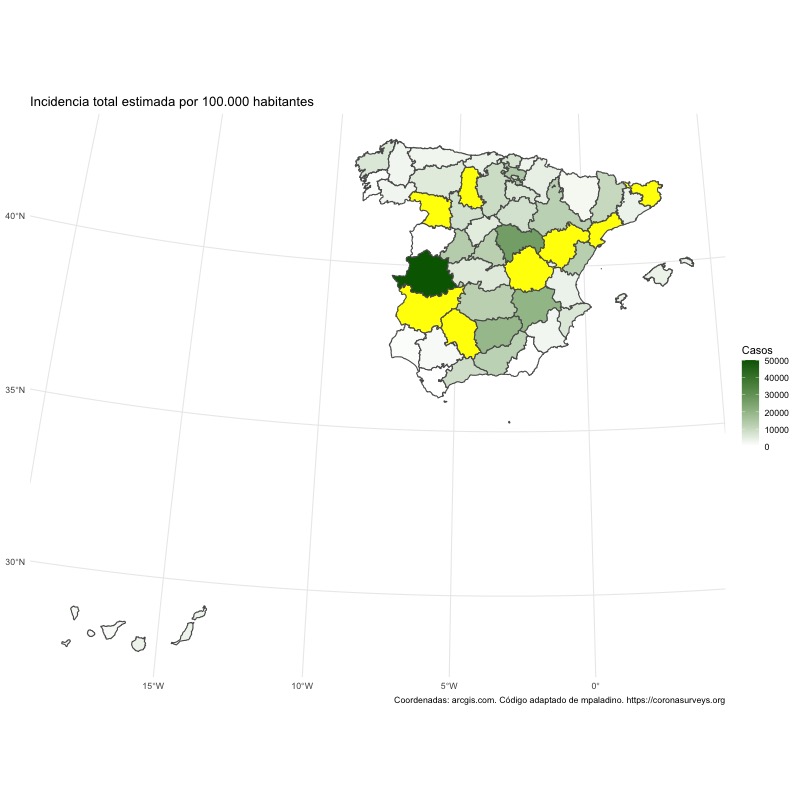 Incidencia total estimada por 100.000 habitantes
40°N
35°N
30°N
15°W
10°W
5°W
0°
Casos
50000
40000
30000
20000
10000
0
Coordenadas: arcgis.com. Código adaptado de mpaladino. https://coronasurveys.org